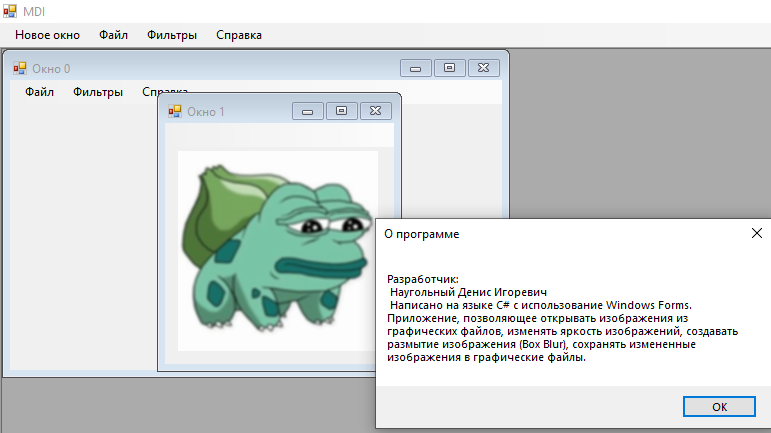 MDI
Новое окно Файл Фильтры Справка
Окно 0
Файл Фильтры Справка
Окно 1
О программе
Разработчик:
Наугольный Денис Игоревич
Написано на языке C# с использование Windows Forms.
Приложение, позволяющее открывать изображения из
графических файлов, изменять яркость изображений, создавать
размытие изображения (Box Blur), сохранять измененные
изображения в графические файлы.
ОК